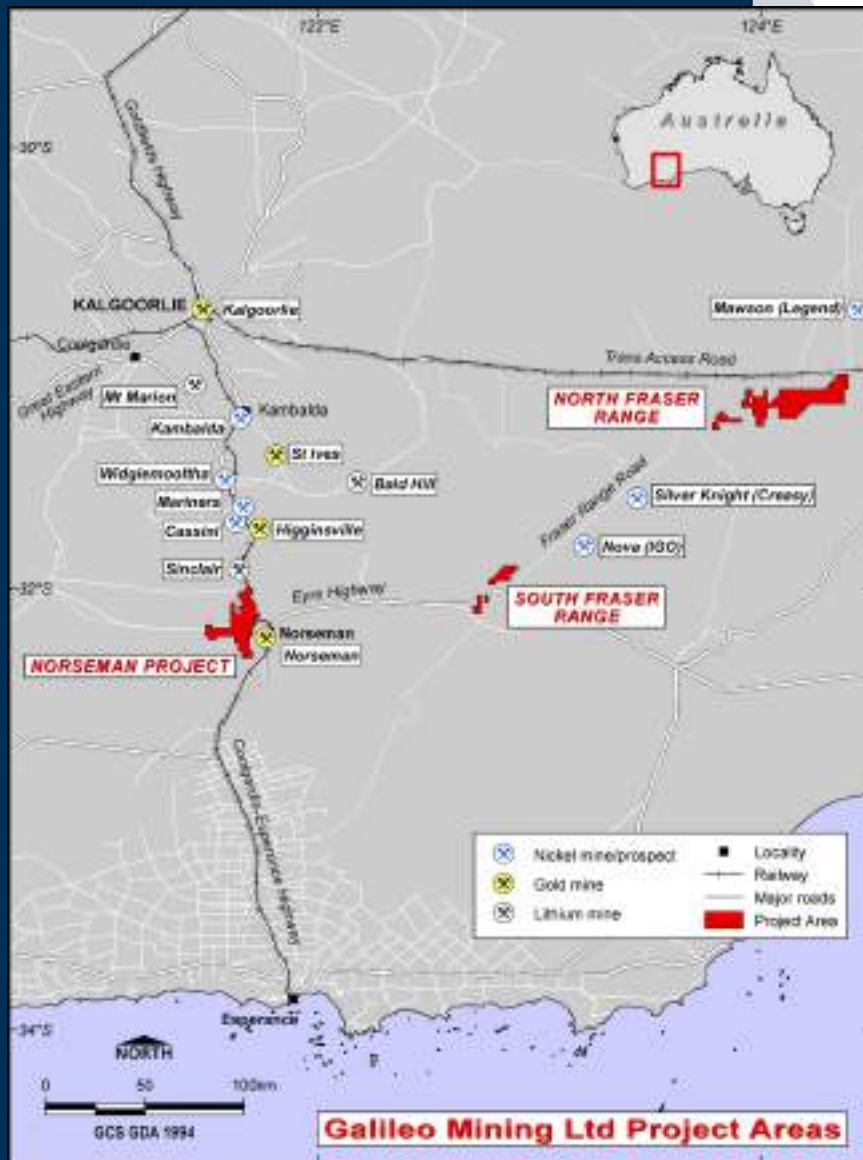 122°E
124°E
Australia
30°S
Goldfields Highway
KALGOORLIE
Kalgoorlie
Mawson (Legend)
Coolgardie
Trans Access Road
Great Eastern
Highway
Mt Marion
NORTH FRASER
RANGE
Kambalda
Kambalda
St Ives
Widgiemooltha
Bald Hill
Fraser Range Road
Silver Knight (Creasy)
Mariners
Cassini
Higginsville
Nova (IGO)
Sinclair
32°S
Eyre Highway
SOUTH FRASER
RANGE
Norseman
Norseman
NORSEMAN PROJECT
Coolgardie-Esperance Highway
Nickel mine/prospect
Gold mine
Lithium mine
Locality
Railway
Major roads
Project Area
Esperance
34°S
NORTH
0 50 100km
GCS GDA 1994
Galileo Mining Ltd Project Areas